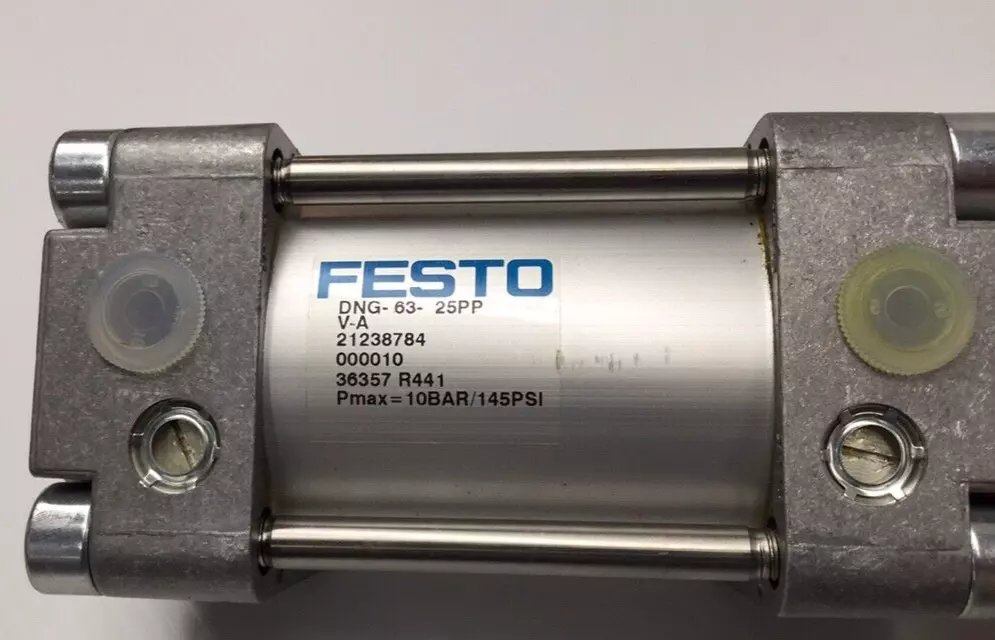 FESTO
DNG- 63- 25PP
V-A
21238784
000010
36357 R441
Pmax=10BAR/145PSI